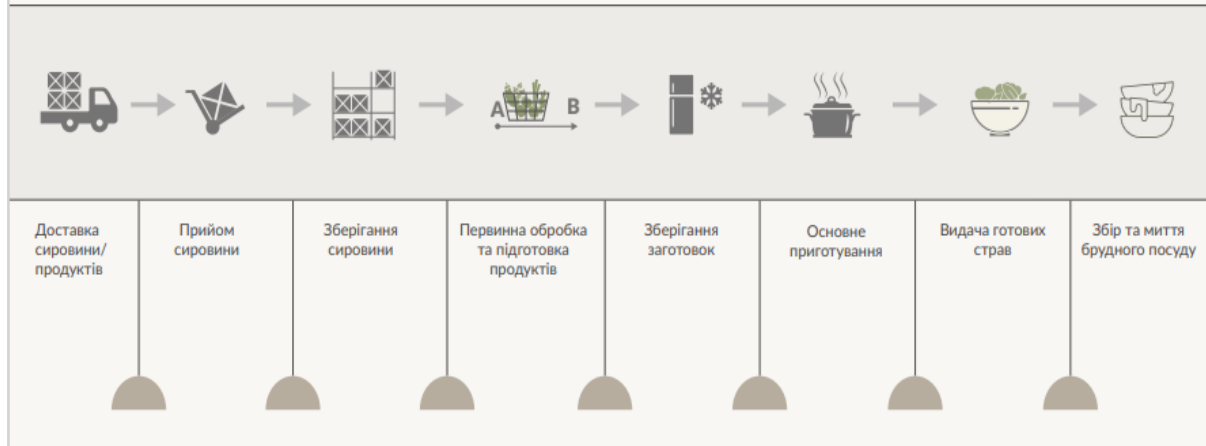 A B
Доставка
сировини/
продуктів
Прийом
сировини
Зберігання
сировини
Первинна обробка
та підготовка
продуктів
Зберігання
заготовок
Основне
приготування
Видача готових
страв
Збір та миття
брудного посуду